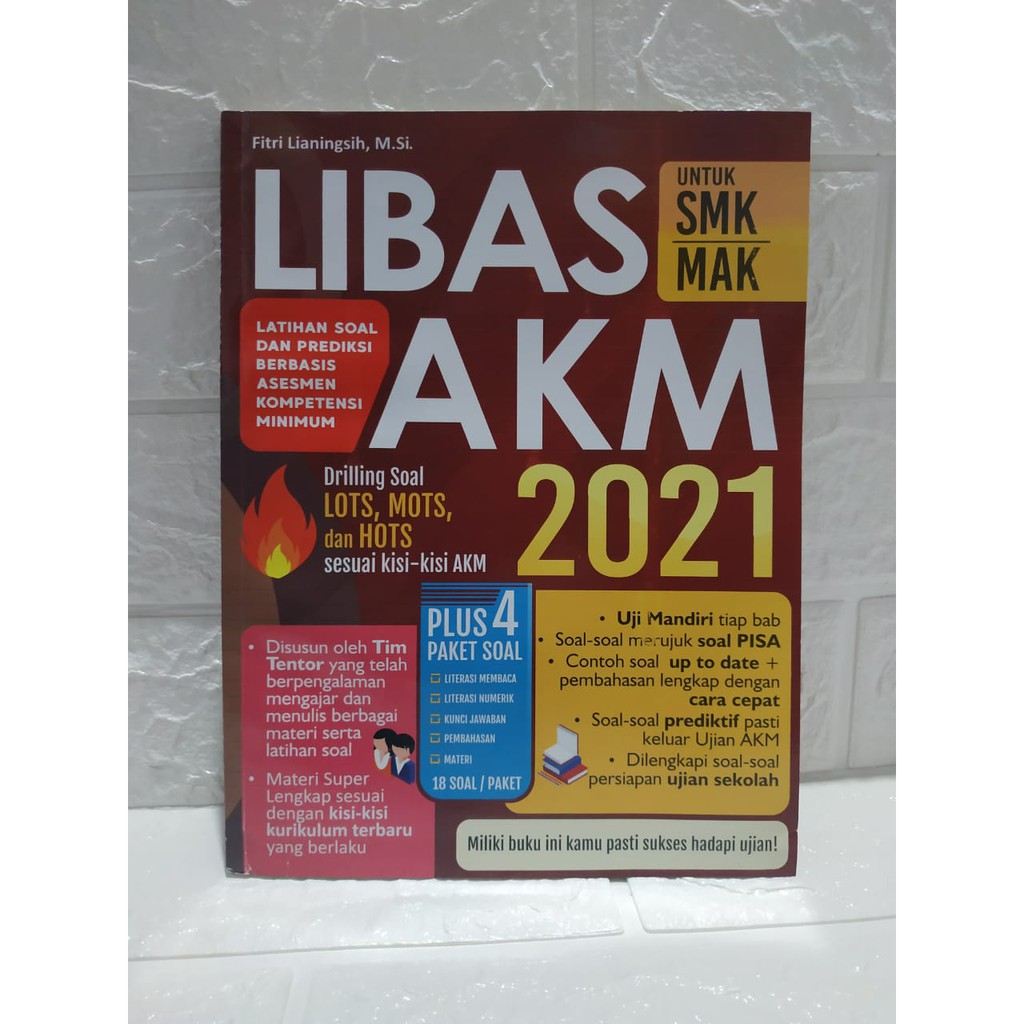 Fitri Lianingsih, M.Si.
LIBAS
UNTUK
SMK
MAK
AKM
2021
LATIHAN SOAL
DAN PREDIKSI
BERBASIS
ASESMEN
KOMPETENSI
MINIMUM
Drilling Soal
LOTS, MOTS,
dan HOTS
sesuai kisi-kisi AKM
• Disusun oleh Tim
Tentor yang telah
berpengalaman
mengajar dan
menulis berbagai
materi serta
latihan soal
• Materi Super
Lengkap sesuai
dengan kisi-kisi
kurikulum terbaru
yang berlaku
PLUS 4
PAKET SOAL
LITERASI MEMBACA
LITERASI NUMERIK
KUNCI JAWABAN
PEMBAHASAN
MATERI
18 SOAL / PAKET
• Uji Mandiri tiap bab
• Soal-soal merujuk soal PISA
• Contoh soal up to date +
pembahasan lengkap dengan
cara cepat
• Soal-soal prediktif pasti
keluar Ujian AKM
• Dilengkapi soal-soal
persiapan ujian sekolah
Miliki buku ini kamu pasti sukses hadapi ujian!